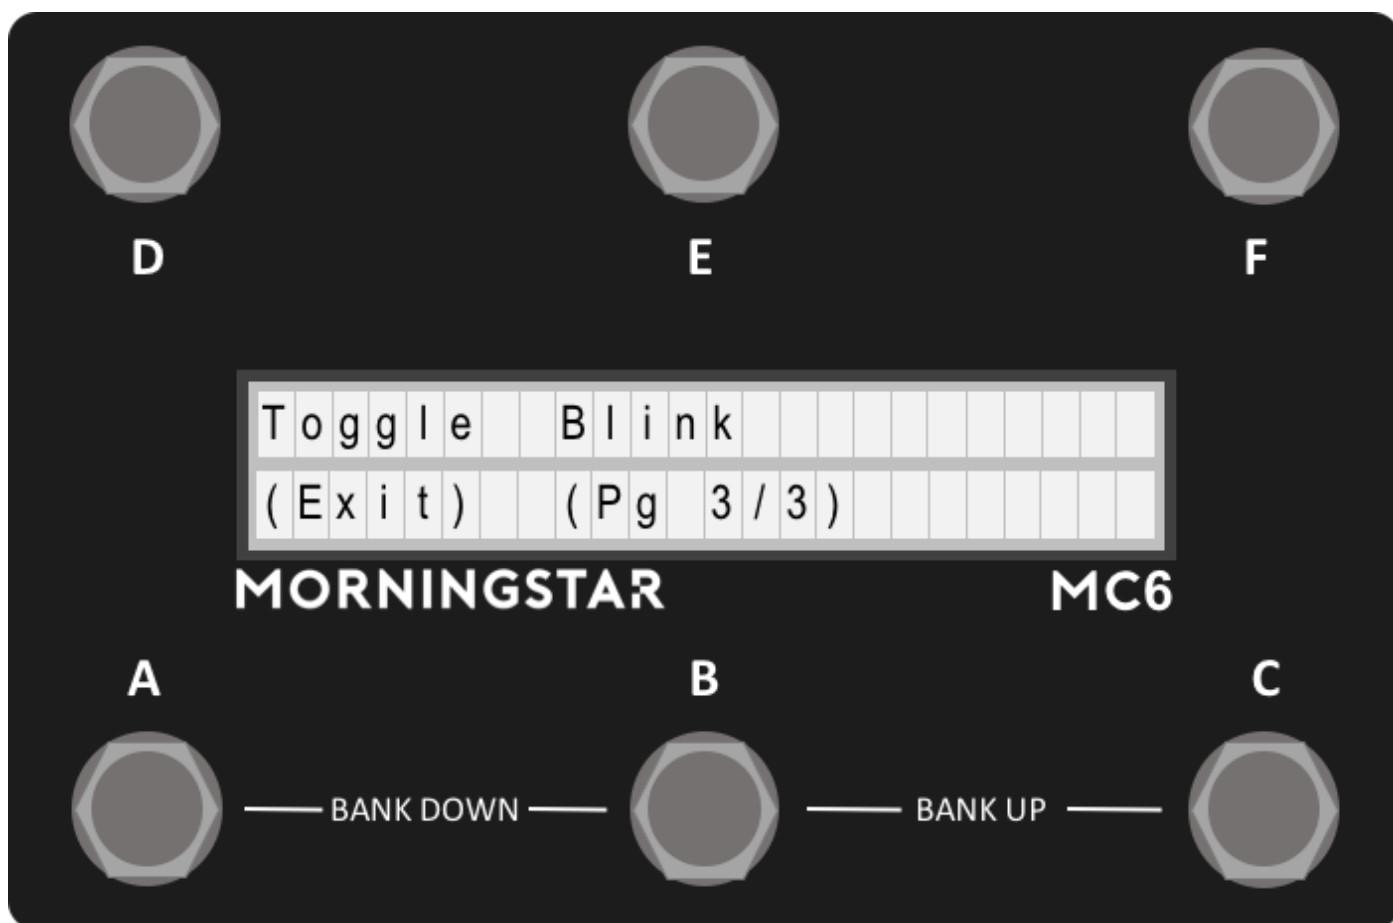 D E F
Toggle Blink
(Exit) (Pg 3/3)
MORNINGSTAR MC6
A B C
BANK DOWN BANK UP